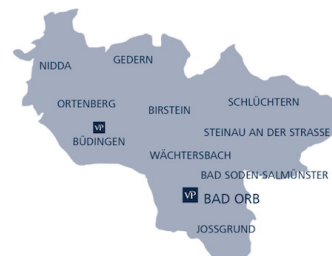 NIDDA
GEDERN
ORTENBERG
BIRSTEIN
SCHLÜCHTERN
VP
BÜDINGEN
STEINAU AN DER STRASSE
WÄCHTERSBACH
BAD SODEN-SALMÜNSTER
VP BAD ORB
JOSSGRUND